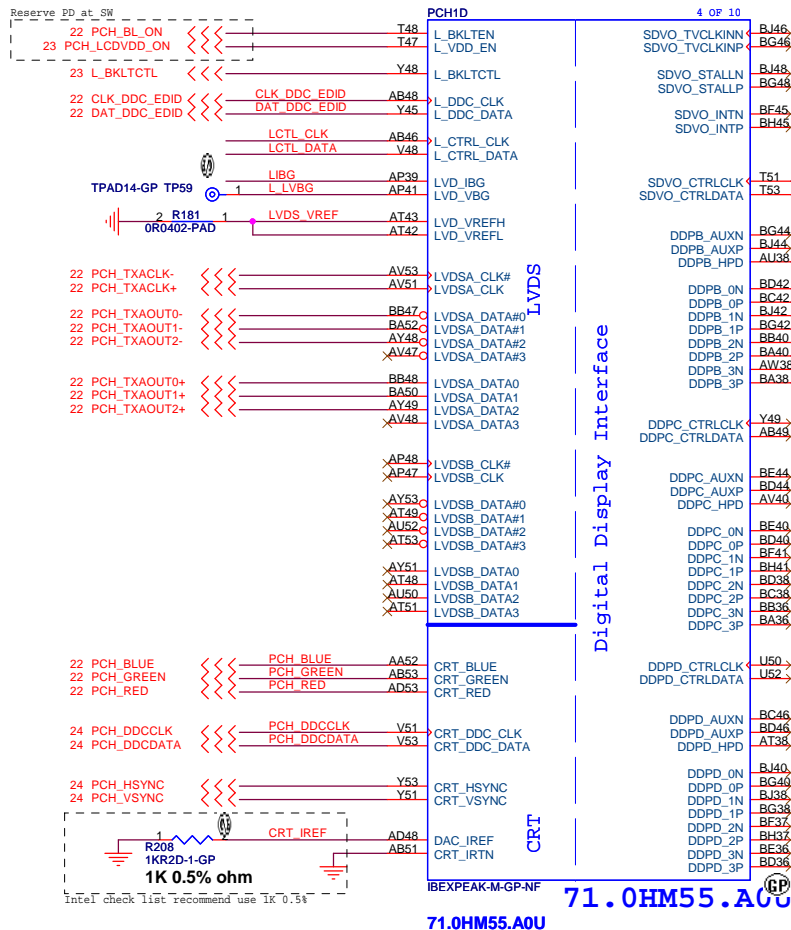 Reserve PD at SW
PCH1D
4 OF 10
22 PCH_BL_ON T48 L_BKLTEN
23 PCH_LCDVDD_ON T47 L_VDD_EN
23 L_BKLTCTL Y48 L_BKLTCTL
22 CLK_DDC_EDID CLK_DDC_EDID AB48 L_DDC_CLK
22 DAT_DDC_EDID DAT_DDC_EDID Y45 L_DDC_DATA
LCTL_CLK AB46 L_CTRL_CLK
LCTL_DATA V48 L_CTRL_DATA
LIBG AP39 LVD_IBG
TPAD14-GP TP59 1 L_LVBG AP41 LVD_VBG
2 R181 1 LVDS_VREF AT43 LVD_VREFH
0R0402-PAD AT42 LVD_VREFL
22 PCH_TXACLK- AV53 LVDSA_CLK#
22 PCH_TXACLK+ AV51 LVDSA_CLK
22 PCH_TXAOUT0- BB47 LVDSA_DATA#0
22 PCH_TXAOUT1- BA52 LVDSA_DATA#1
22 PCH_TXAOUT2- AY48 LVDSA_DATA#2
AV47 LVDSA_DATA#3
22 PCH_TXAOUT0+ BB48 LVDSA_DATA0
22 PCH_TXAOUT1+ BA50 LVDSA_DATA1
22 PCH_TXAOUT2+ AY49 LVDSA_DATA2
AV48 LVDSA_DATA3
AP48 LVDSB_CLK#
AP47 LVDSB_CLK
AY53 LVDSB_DATA#0
AT49 LVDSB_DATA#1
AU52 LVDSB_DATA#2
AT53 LVDSB_DATA#3
AY51 LVDSB_DATA0
AT48 LVDSB_DATA1
AU50 LVDSB_DATA2
AT51 LVDSB_DATA3
22 PCH_BLUE PCH_BLUE AA52 CRT_BLUE
22 PCH_GREEN PCH_GREEN AB53 CRT_GREEN
22 PCH_RED PCH_RED AD53 CRT_RED
24 PCH_DDCCLK PCH_DDCCLK V51 CRT_DDC_CLK
24 PCH_DDCDATA PCH_DDCDATA V53 CRT_DDC_DATA
24 PCH_HSYNC Y53 CRT_HSYNC
24 PCH_VSYNC Y51 CRT_VSYNC
1 2 CRT_IREF AD48 DAC_IREF
R208 AB51 CRT_IRTN
1KR2D-1-GP
1K 0.5% ohm
Intel check list recommend use 1K 0.5%
LVDS
CRT
Digital Display Interface
SDVO_TVCLKINN BJ46
SDVO_TVCLKINP BG46
SDVO_STALLN BJ48
SDVO_STALLP BG48
SDVO_INTN BF45
SDVO_INTP BH45
SDVO_CTRLCLK T51
SDVO_CTRLDATA T53
DDPB_AUXN BG44
DDPB_AUXP BJ44
DDPB_HPD AU38
DDPB_0N BD42
DDPB_0P BC42
DDPB_1N BJ42
DDPB_1P BG42
DDPB_2N BB40
DDPB_2P BA40
DDPB_3N AW38
DDPB_3P BA38
DDPC_CTRLCLK Y49
DDPC_CTRLDATA AB49
DDPC_AUXN BE44
DDPC_AUXP BD44
DDPC_HPD AV40
DDPC_0N BE40
DDPC_0P BD40
DDPC_1N BF41
DDPC_1P BH41
DDPC_2N BD38
DDPC_2P BC38
DDPC_3N BB36
DDPC_3P BA36
DDPD_CTRLCLK U50
DDPD_CTRLDATA U52
DDPD_AUXN BC46
DDPD_AUXP BD46
DDPD_HPD AT38
DDPD_0N BJ40
DDPD_0P BG40
DDPD_1N BJ38
DDPD_1P BG38
DDPD_2N BF37
DDPD_2P BH37
DDPD_3N BE36
DDPD_3P BD36
IBEXPEAK-M-GP-NF
71.0HM55.A0U
GP
71.0HM55.A0U